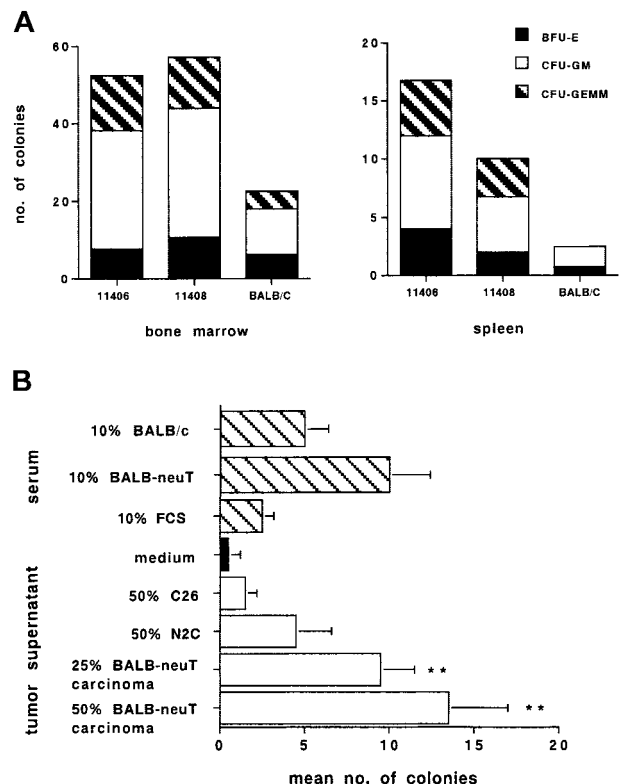 A
no. of colonies
60
40
20
0
11406
11408
BALB/C
bone marrow
20
15
10
5
0
11406
11408
BALB/C
spleen
BFU-E
CFU-GM
CFU-GEMM
B
serum
10% BALB/c
10% BALB-neuT
10% FCS
medium
tumor supernatant
50% C26
50% N2C
25% BALB-neuT
carcinoma
**
50% BALB-neuT
carcinoma
**
0
5
10
15
20
mean no. of colonies